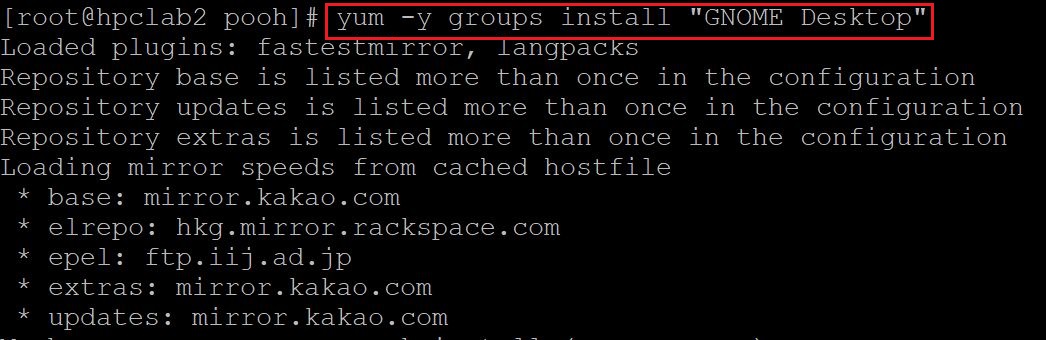 [root@hpclab2 pooh]# yum -y groups install "GNOME Desktop"
Loaded plugins: fastestmirror, langpacks
Repository base is listed more than once in the configuration
Repository updates is listed more than once in the configuration
Repository extras is listed more than once in the configuration
Loading mirror speeds from cached hostfile
 * base: mirror.kakao.com
 * elrepo: hkg.mirror.rackspace.com
 * epel: ftp.iij.ad.jp
 * extras: mirror.kakao.com
 * updates: mirror.kakao.com